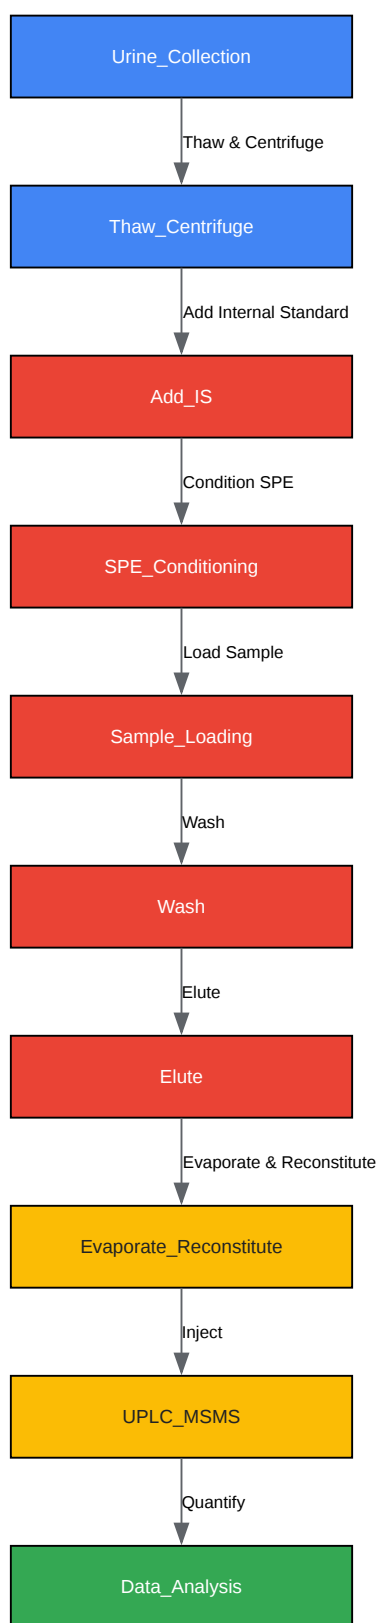 Urine_Collection
Thaw & Centrifuge
Thaw_Centrifuge
Add Internal Standard
Add_IS
Condition SPE
SPE_Conditioning
Load Sample
Sample_Loading
Wash
Wash
Elute
Elute
Evaporate & Reconstitute
Evaporate_Reconstitute
Inject
UPLC_MSMS
Quantify
Data_Analysis